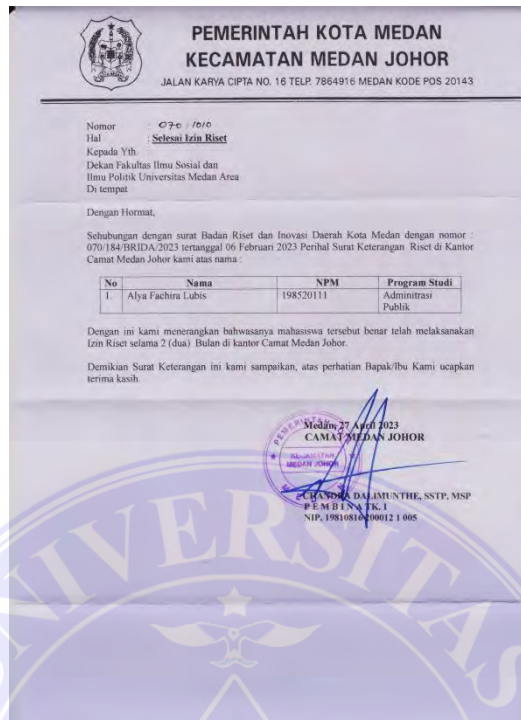 PEMERINTAH KOTA MEDAN
KECAMATAN MEDAN JOHOR
JALAN KARYA CIPTA NO. 16 TELP. 7864916 MEDAN KODE POS 20143
Nomor : 070 / 1010
Hal : Selesai Izin Riset
Kepada Yth
Dekan Fakultas Ilmu Sosial dan
Ilmu Politik Universitas Medan Area
Di tempat
Dengan Hormat,
Sehubungan dengan surat Badan Riset dan Inovasi Daerah Kota Medan dengan nomor :
070/184/BRIDA/2023 tertanggal 06 Februari 2023 Perihal Surat Keterangan Riset di Kantor
Camat Medan Johor kami atas nama :
No Nama NPM Program Studi
1. Alya Fachira Lubis 198520111 Adminitrasi
Publik
Dengan ini kami menerangkan bahwasanya mahasiswa tersebut benar telah melaksanakan
Izin Riset selama 2 (dua) Bulan di kantor Camat Medan Johor.
Demikian Surat Keterangan ini kami sampaikan, atas perhatian Bapak/Ibu Kami ucapkan
terima kasih.
Medan, 27 April 2023
CAMAT MEDAN JOHOR
PEMERINTAH
KECAMATAN
MEDAN JOHOR
CHANDRA DALIMUNTHE, SSTP, MSP
PEMBINA TK. I
NIP. 19810816 200012 1 005
UNIVERSITAS